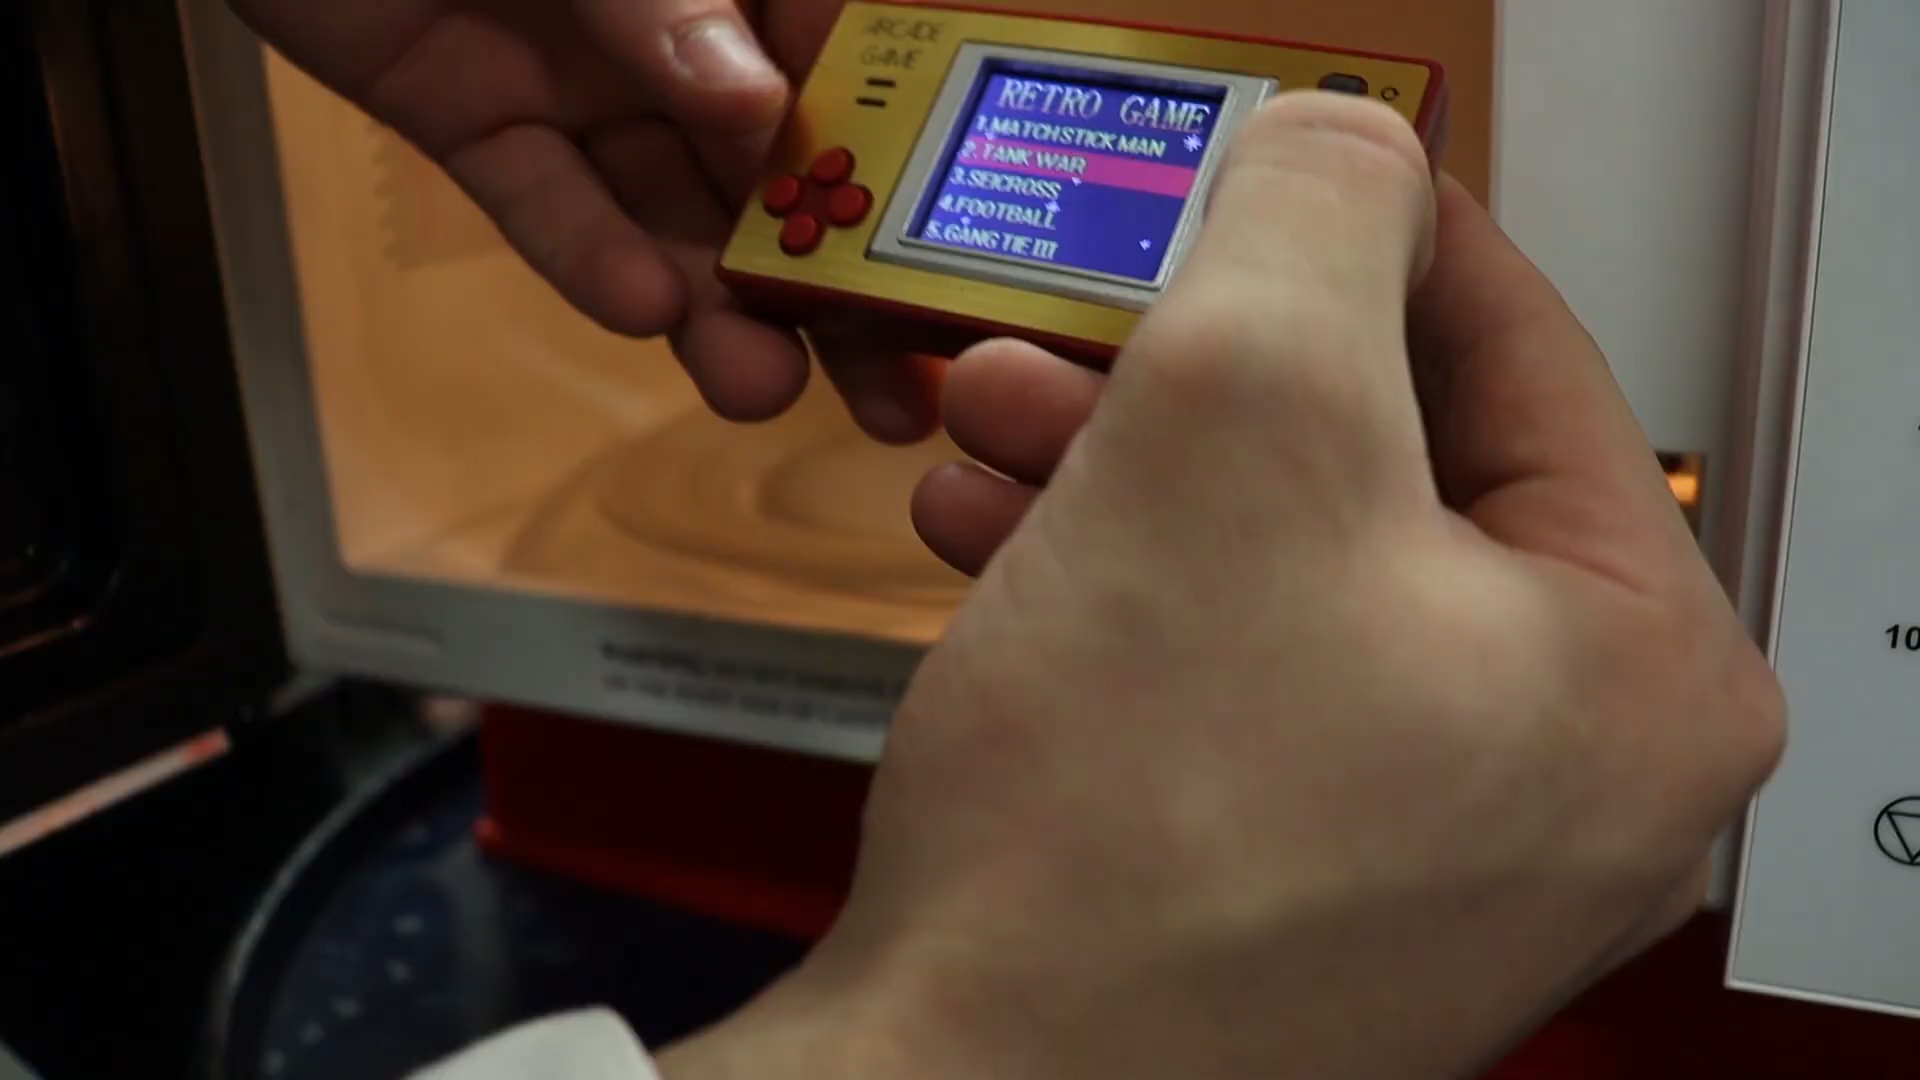 ARCADE
GAME
RETRO GAME
1.MATCHSTICK MAN
2.TANK WAR
3.SEICROSS
4.FOOTBALL
5.GANG TIE III
10